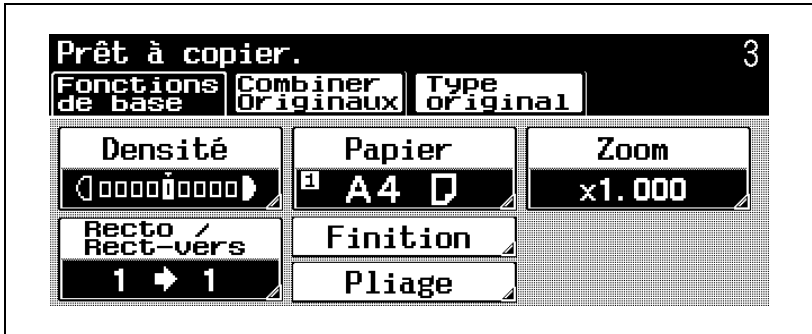 Prêt à copier. 3
Fonctions de base
Combiner Originaux
Type original
Densité
Papier
Zoom
1 A4
x1.000
Recto / Rect-vers
1 → 1
Finition
Pliage